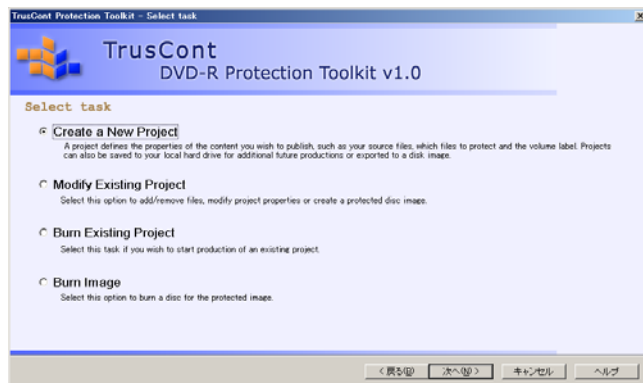 TrusCont Protection Toolkit - Select task
TrusCont
DVD-R Protection Toolkit v1.0
Select task
Create a New Project
A project defines the properties of the content you wish to publish, such as your source files, which files to protect and the volume label. Projects
can also be saved to your local hard drive for additional future productions or exported to a disk image.
Modify Existing Project
Select this option to add/remove files, modify project properties or create a protected disc image.
Burn Existing Project
Select this task if you wish to start production of an existing project.
Burn Image
Select this option to burn a disc for the protected image.
< 戻る(B) 次へ(N) > キャンセル ヘルプ